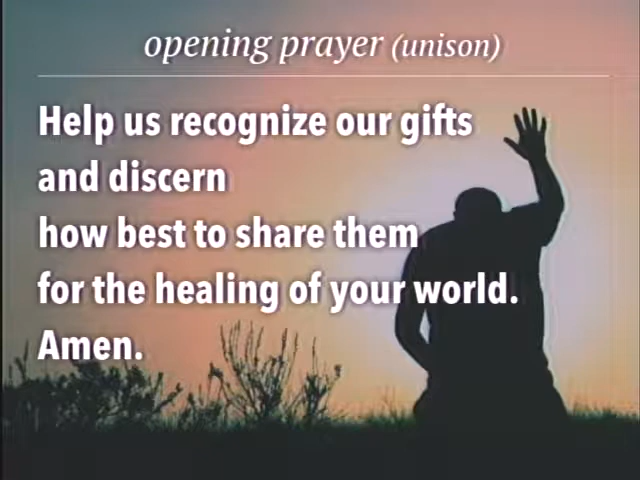 opening prayer (unison)
Help us recognize our gifts
and discern
how best to share them
for the healing of your world.
Amen.